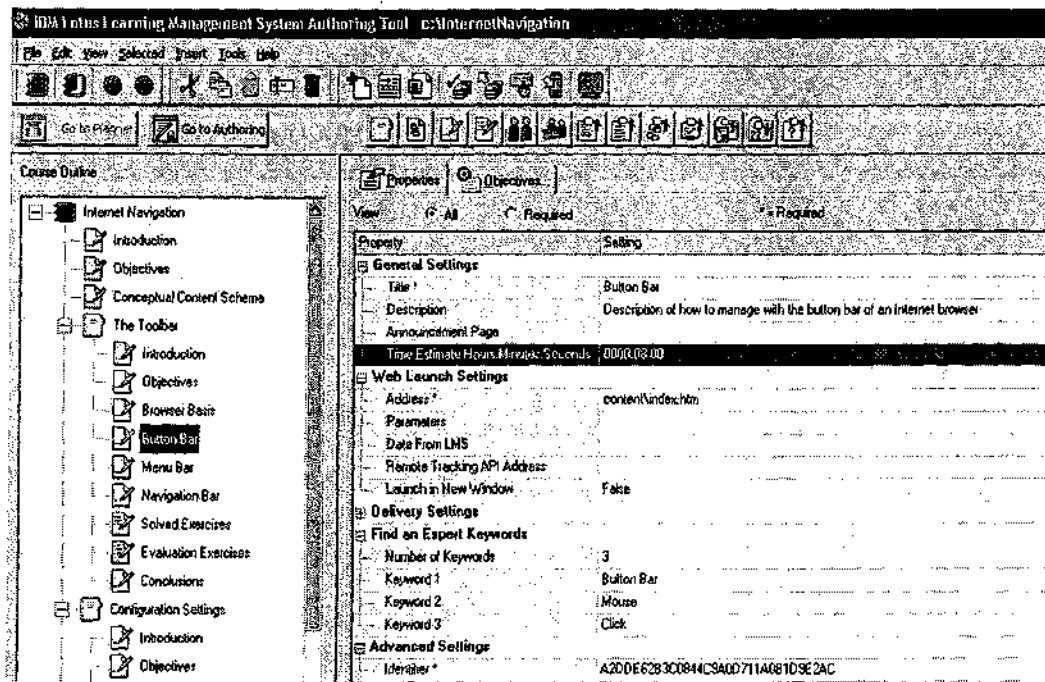 IBM Lotus Learning Management System Authoring Tool c:\InternetNavigation
File Edit View Selected Insert Tools Help
Go to Planner Go to Authoring
Course Outline
Internet Navigation
Introduction
Objectives
Conceptual Content Schema
The Toolbar
Introduction
Objectives
Browser Basis
Button Bar
Menu Bar
Navigation Bar
Solved Exercises
Evaluation Exercises
Conclusions
Configuration Settings
Introduction
Objectives
Properties Objectives
View All Required * = Required
Property Setting
General Settings
Title * Button Bar
Description Description of how to manage with the button bar of an internet browser
Announcement Page
Time Estimate Hours:Minutes:Seconds 0000:08:00
Web Launch Settings
Address * content\index.htm
Parameters
Data From LMS
Remote Tracking API Address
Launch in New Window False
Delivery Settings
Find an Expert Keywords
Number of Keywords 3
Keyword 1 Button Bar
Keyword 2 Mouse
Keyword 3 Click
Advanced Settings
Identifier *